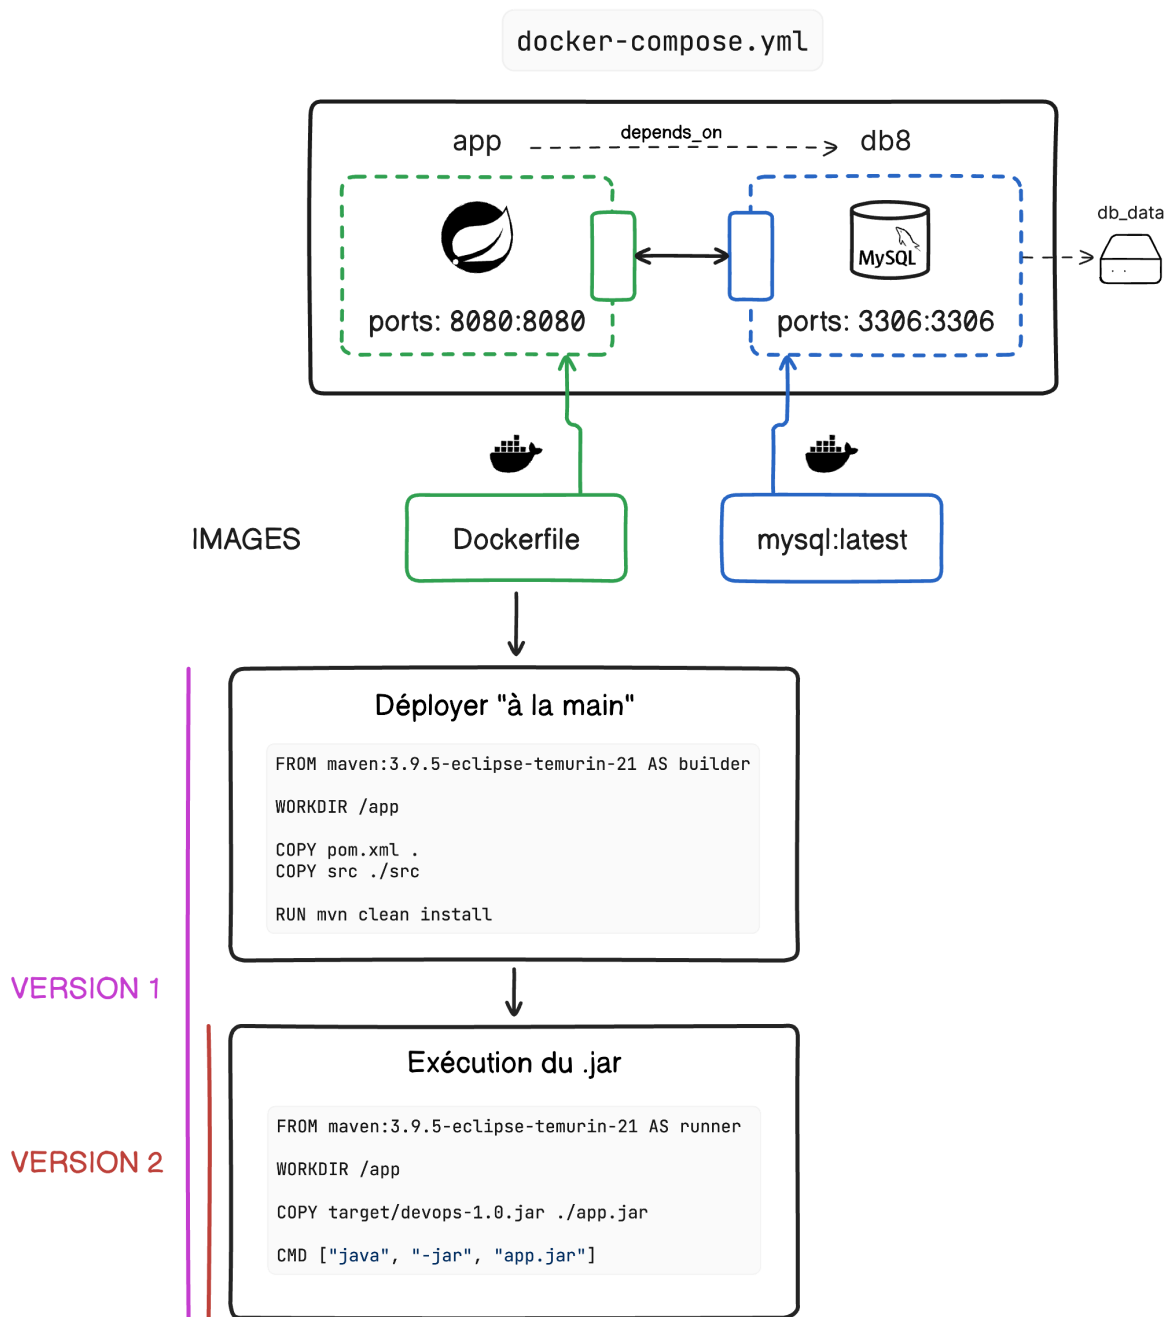 docker-compose.yml
app
depends_on
db8
db_data
MySQL
ports: 8080:8080
ports: 3306:3306
IMAGES
Dockerfile
mysql:latest
Déployer "à la main"
FROM maven:3.9.5-eclipse-temurin-21 AS builder
WORKDIR /app
COPY pom.xml .
COPY src ./src
RUN mvn clean install
VERSION 1
Exécution du .jar
FROM maven:3.9.5-eclipse-temurin-21 AS runner
WORKDIR /app
VERSION 2
COPY target/devops-1.0.jar ./app.jar
CMD ["java", "-jar", "app.jar"]